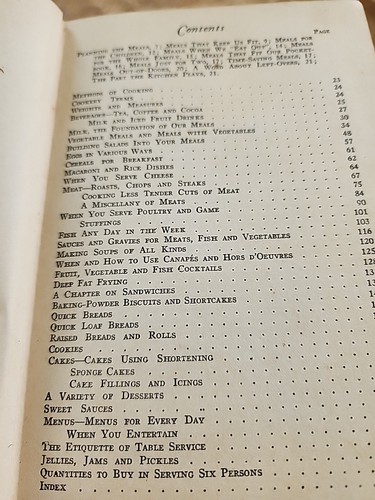 Contents
PAGE
PLANNING THE MEALS, 7; MEALS THAT KEEP US FIT, 9; MEALS FOR
THE CHILDREN, 12; MEALS WHEN WE "EAT OUT", 14; MEALS
FOR THE WHOLE FAMILY, 11; MEALS THAT FIT OUR POCKET-
BOOK, 16; MEALS JUST FOR TWO, 17; TIME-SAVING MEALS, 17;
MEALS OUT-OF-DOORS, A WORD ABOUT LEFT-OVERS, 21;
THE PART THE KITCHEN PLAYS, 21.
METHODS OF COOKING 23
COOKERY TERMS 24
WEIGHTS AND MEASURES 24
BEVERAGES—TEA, COFFEE AND COCOA 25
MILK AND ICED FRUIT DRINKS 27
MILK, THE FOUNDATION OF OUR MEALS 30
VEGETABLE MEALS AND MEALS WITH VEGETABLES 34
BUILDING SALADS INTO YOUR MEALS 48
EGGS IN VARIOUS WAYS 57
CEREALS FOR BREAKFAST 61
MACARONI AND RICE DISHES 62
WHEN YOU SERVE CHEESE 64
MEAT—ROASTS, CHOPS AND STEAKS 67
COOKING LESS TENDER CUTS OF MEAT 75
A MISCELLANY OF MEATS 84
WHEN YOU SERVE POULTRY AND GAME 90
STUFFINGS 101
FISH ANY DAY IN THE WEEK 103
SAUCES AND GRAVIES FOR MEATS, FISH AND VEGETABLES 116
MAKING SOUPS OF ALL KINDS 120
WHEN AND HOW TO USE CANAPÉS AND HORS D'OEUVRES 125
FRUIT, VEGETABLE AND FISH COCKTAILS 128
DEEP FAT FRYING
A CHAPTER ON SANDWICHES
BAKING-POWDER BISCUITS AND SHORTCAKES
QUICK BREADS
QUICK LOAF BREADS
RAISED BREADS AND ROLLS
COOKIES
CAKES—CAKES USING SHORTENING
SPONGE CAKES
CAKE FILLINGS AND ICINGS
A VARIETY OF DESSERTS
SWEET SAUCES
MENUS—MENUS FOR EVERY DAY
WHEN YOU ENTERTAIN
THE ETIQUETTE OF TABLE SERVICE
JELLIES, JAMS AND PICKLES
QUANTITIES TO BUY IN SERVING SIX PERSONS
INDEX